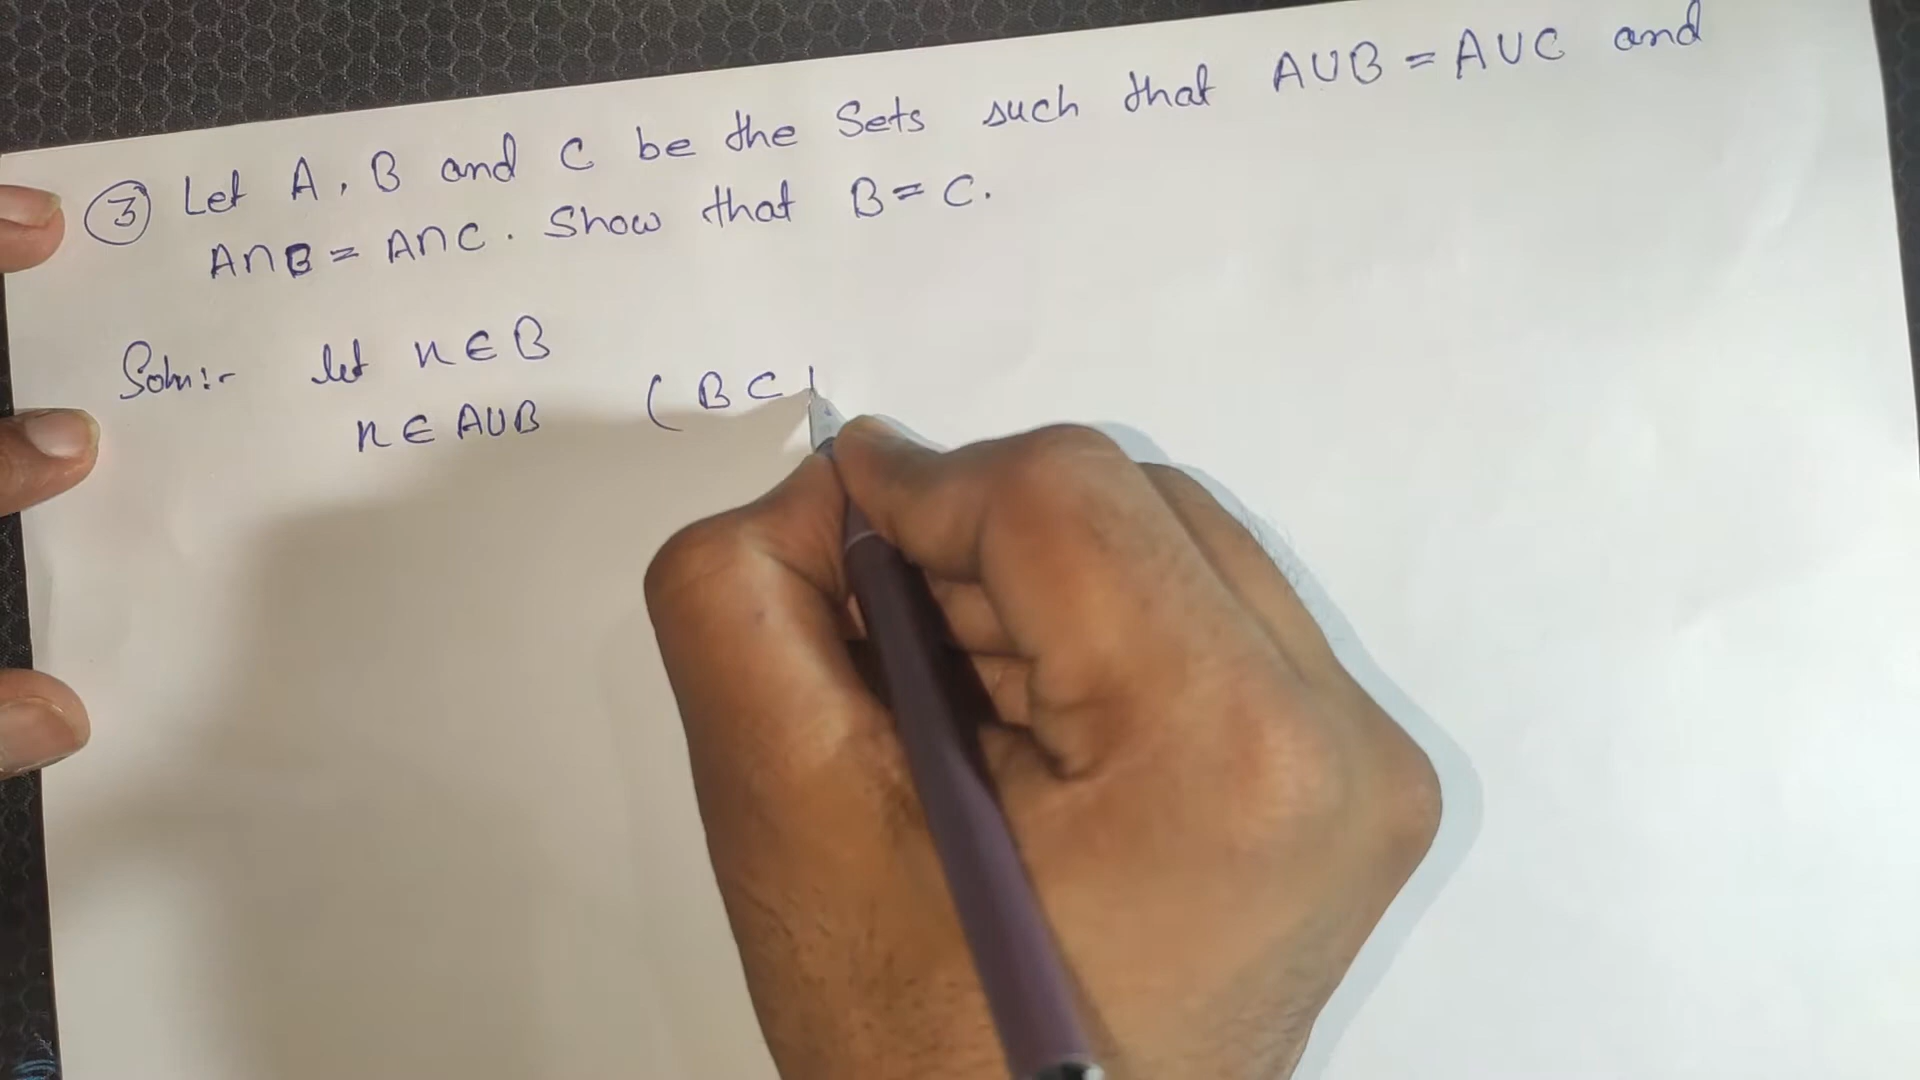 ③ Let A, B and C be the Sets such that A∪B = A∪C and
A∩B = A∩C. Show that B = C.
Soln:- let x ∈ B
x ∈ A∪B ( B ⊂